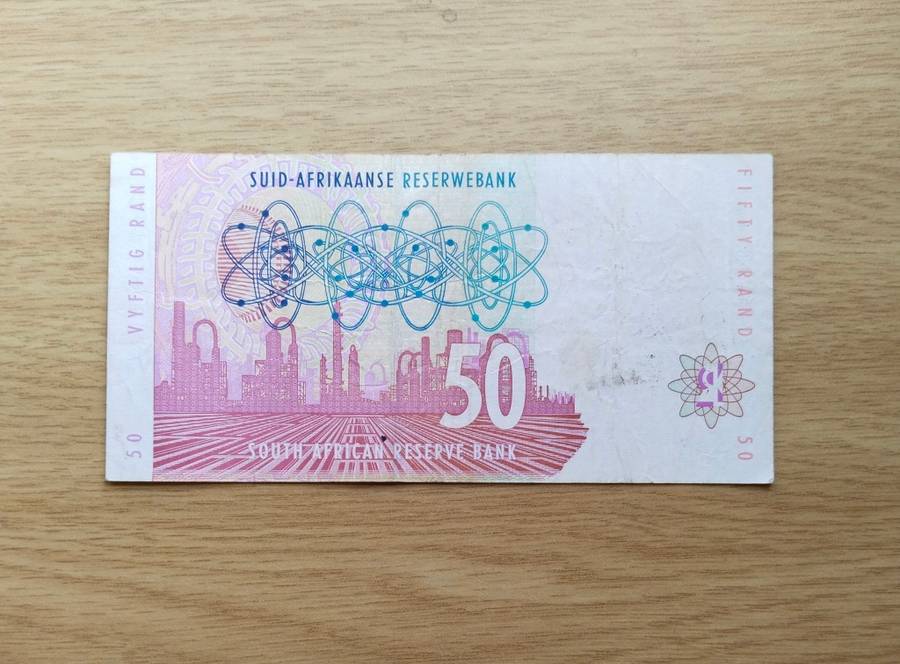 VYFTIG RAND
50
SUID-AFRIKAANSE RESERWEBANK
50
SOUTH AFRICAN RESERVE BANK
FIFTY RAND
50